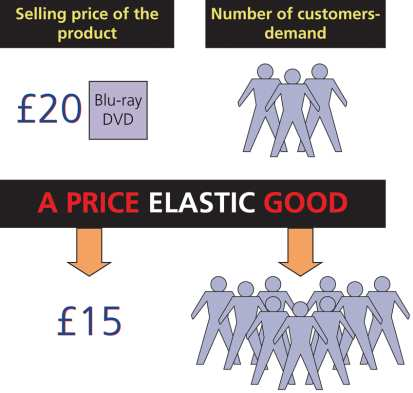 Selling price of the
product
Number of customers-
demand
£20
Blu-ray
DVD
A PRICE ELASTIC GOOD
£15